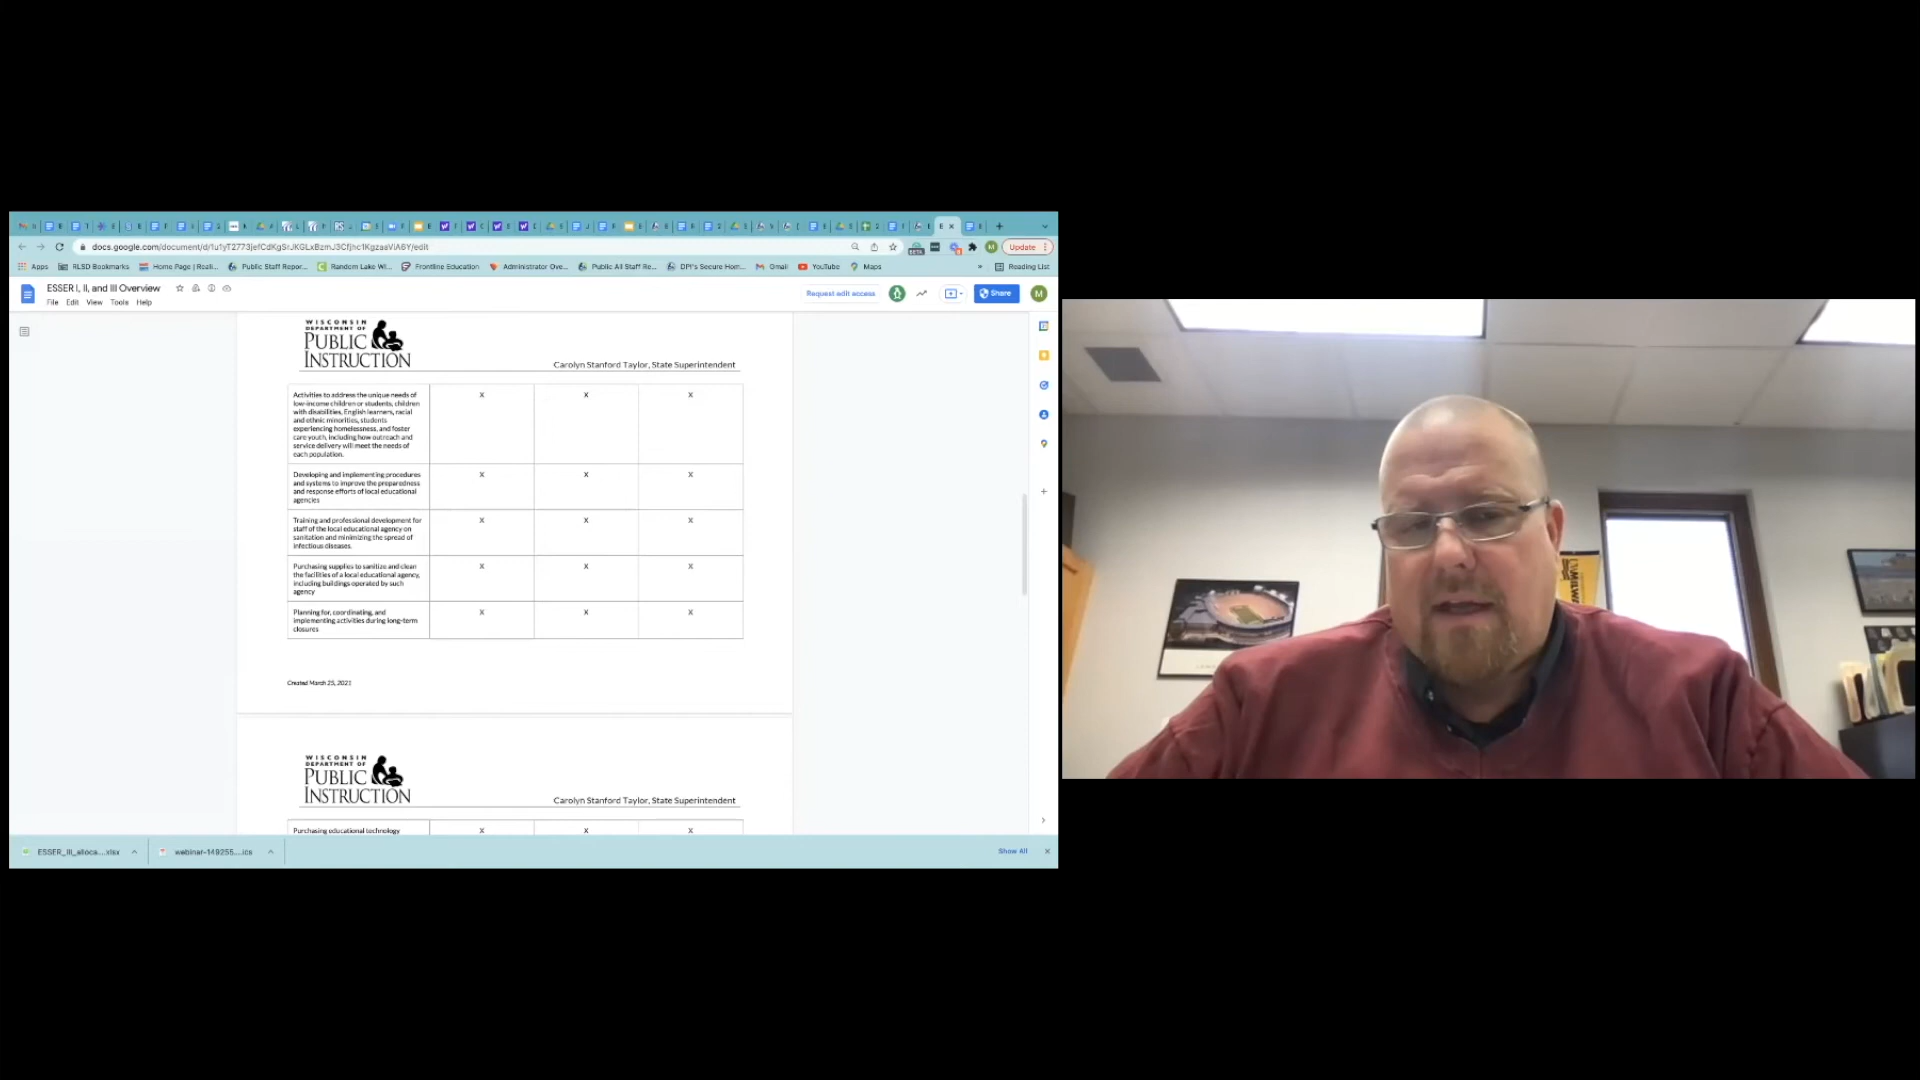 docs.google.com/document/d/1u1yT2773jefCdKgSrJKGLxBzmJ3Cfjhc1KgzaaViA6Y/edit
Update
Apps RLSD Bookmarks Home Page | Reali... Public Staff Repor... Random Lake Wi... Frontline Education Administrator Ove... Public All Staff Re... DPI's Secure Hom... Gmail YouTube Maps » Reading List
ESSER I, II, and III Overview
File Edit View Tools Help
Request edit access
Share
M
WISCONSIN
DEPARTMENT OF
PUBLIC
INSTRUCTION
Carolyn Stanford Taylor, State Superintendent
Activities to address the unique needs of X X X
low-income children or students, children
with disabilities, English learners, racial
and ethnic minorities, students
experiencing homelessness, and foster
care youth, including how outreach and
service delivery will meet the needs of
each population.
Developing and implementing procedures X X X
and systems to improve the preparedness
and response efforts of local educational
agencies
Training and professional development for X X X
staff of the local educational agency on
sanitation and minimizing the spread of
infectious diseases.
Purchasing supplies to sanitize and clean X X X
the facilities of a local educational agency,
including buildings operated by such
agency
Planning for, coordinating, and X X X
implementing activities during long-term
closures
Created March 25, 2021
WISCONSIN
DEPARTMENT OF
PUBLIC
INSTRUCTION
Carolyn Stanford Taylor, State Superintendent
Purchasing educational technology X X X
ESSER_III_alloca....xlsx webinar-149255....ics Show All